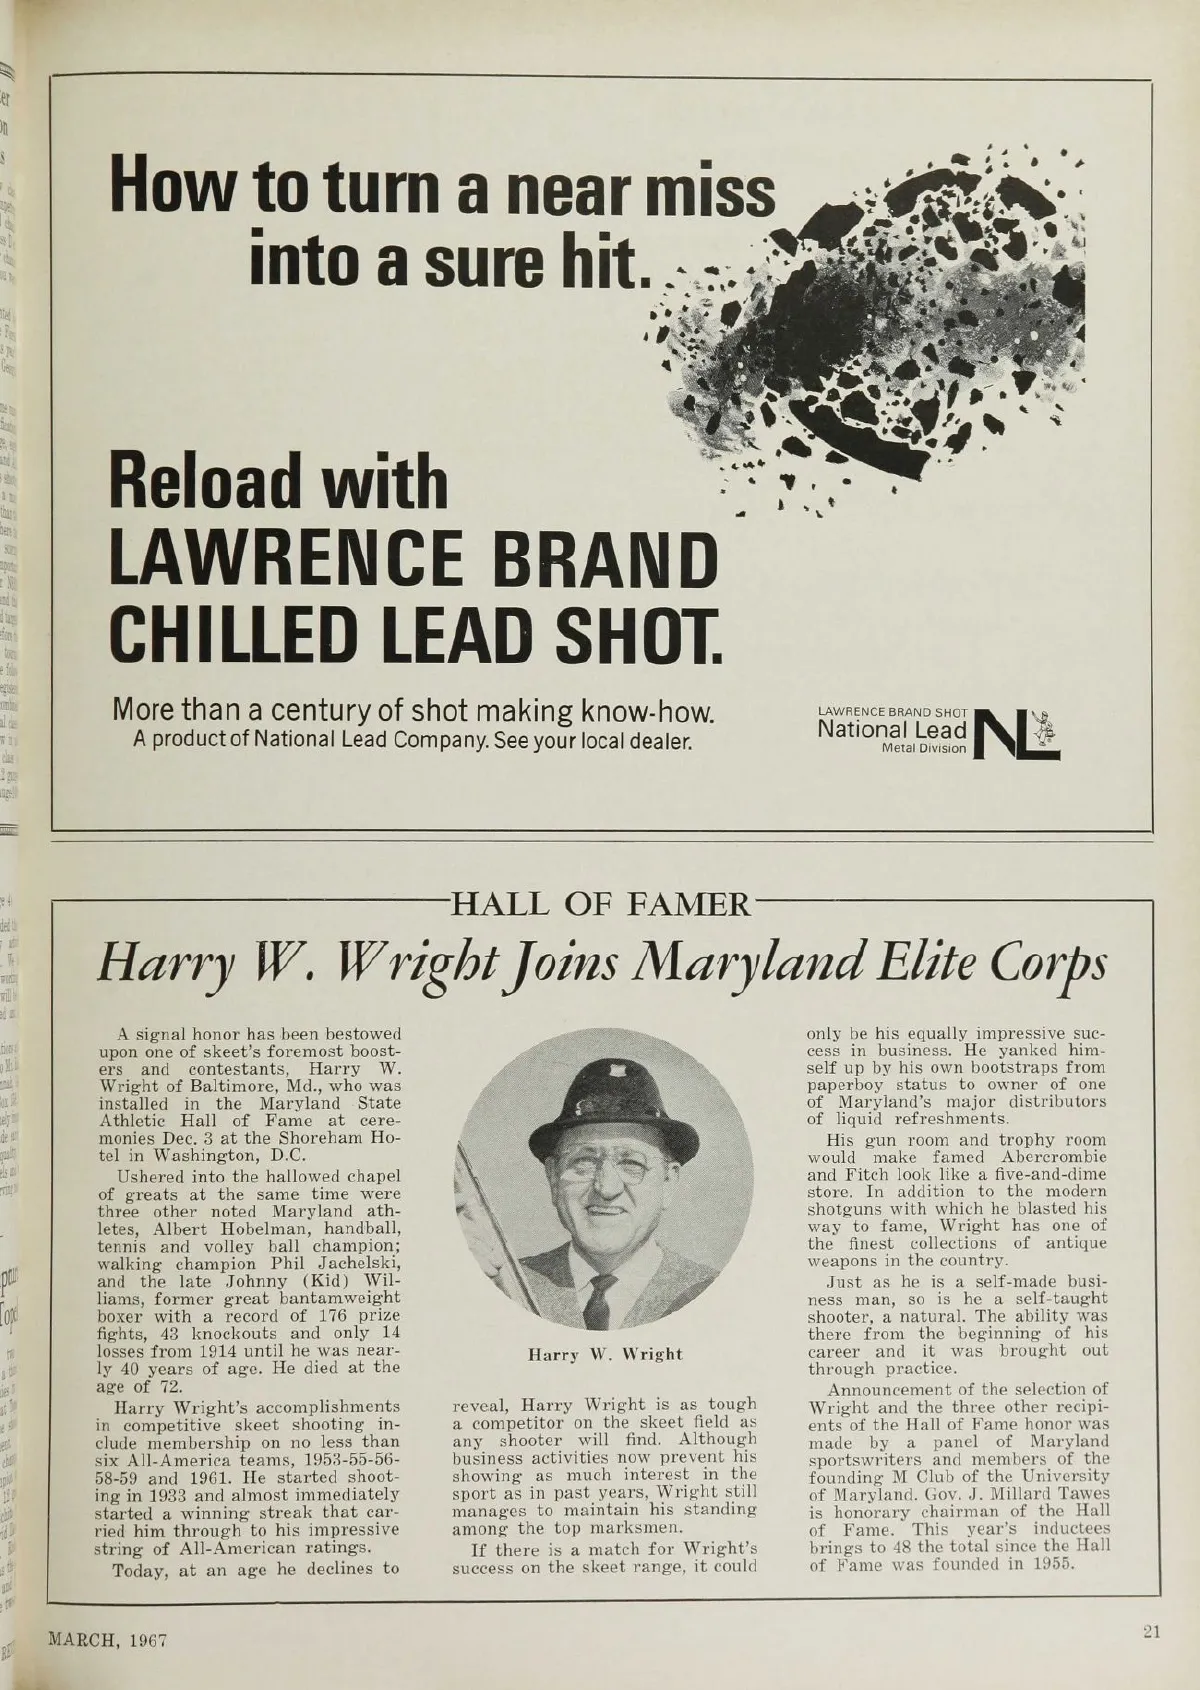 How to turn a near miss
into a sure hit.
Reload with
LAWRENCE BRAND
CHILLED LEAD SHOT.
More than a century of shot making know-how.
A product of National Lead Company. See your local dealer.
LAWRENCE BRAND SHOT
National Lead
Metal Division
NL
HALL OF FAMER
Harry W. Wright Joins Maryland Elite Corps
A signal honor has been bestowed
upon one of skeet's foremost boost-
ers and contestants, Harry W.
Wright of Baltimore, Md., who was
installed in the Maryland State
Athletic Hall of Fame at cere-
monies Dec. 3 at the Shoreham Ho-
tel in Washington, D.C.
Ushered into the hallowed chapel
of greats at the same time were
three other noted Maryland ath-
letes, Albert Hobelman, handball,
tennis and volley ball champion;
walking champion Phil Jachelski,
and the late Johnny (Kid) Wil-
liams, former great bantamweight
boxer with a record of 176 prize
fights, 43 knockouts and only 14
losses from 1914 until he was near-
ly 40 years of age. He died at the
age of 72.
Harry Wright's accomplishments
in competitive skeet shooting in-
clude membership on no less than
six All-America teams, 1953-55-56-
58-59 and 1961. He started shoot-
ing in 1933 and almost immediately
started a winning streak that car-
ried him through to his impressive
string of All-American ratings.
Today, at an age he declines to
Harry W. Wright
reveal, Harry Wright is as tough
a competitor on the skeet field as
any shooter will find. Although
business activities now prevent his
showing as much interest in the
sport as in past years, Wright still
manages to maintain his standing
among the top marksmen.
If there is a match for Wright's
success on the skeet range, it could
only be his equally impressive suc-
cess in business. He yanked him-
self up by his own bootstraps from
paperboy status to owner of one
of Maryland's major distributors
of liquid refreshments.
His gun room and trophy room
would make famed Abercrombie
and Fitch look like a five-and-dime
store. In addition to the modern
shotguns with which he blasted his
way to fame, Wright has one of
the finest collections of antique
weapons in the country.
Just as he is a self-made busi-
ness man, so is he a self-taught
shooter, a natural. The ability was
there from the beginning of his
career and it was brought out
through practice.
Announcement of the selection of
Wright and the three other recipi-
ents of the Hall of Fame honor was
made by a panel of Maryland
sportswriters and members of the
founding M Club of the University
of Maryland. Gov. J. Millard Tawes
is honorary chairman of the Hall
of Fame. This year's inductees
brings to 48 the total since the Hall
of Fame was founded in 1955.
MARCH, 1967
21